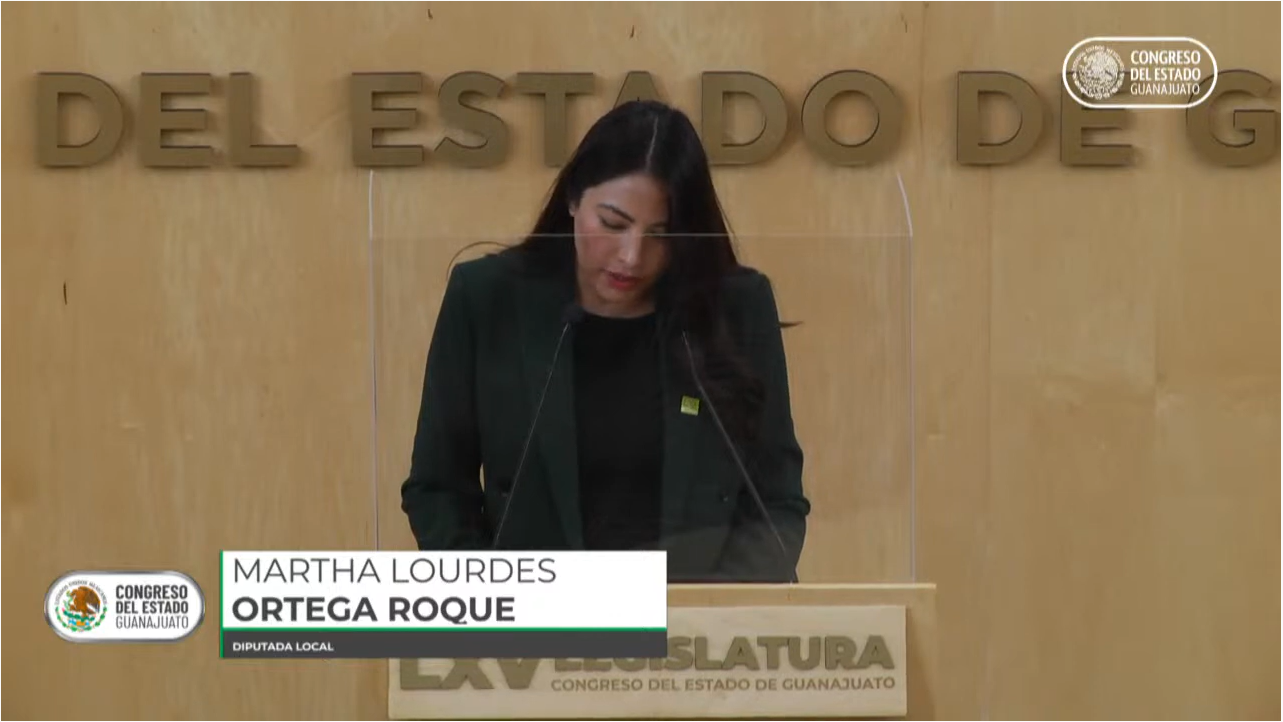 DEL ESTADO DE G
CONGRESO
DEL ESTADO
GUANAJUATO
MARTHA LOURDES
ORTEGA ROQUE
DIPUTADA LOCAL
CONGRESO
DEL ESTADO
GUANAJUATO
LXV LEGISLATURA
CONGRESO DEL ESTADO DE GUANAJUATO